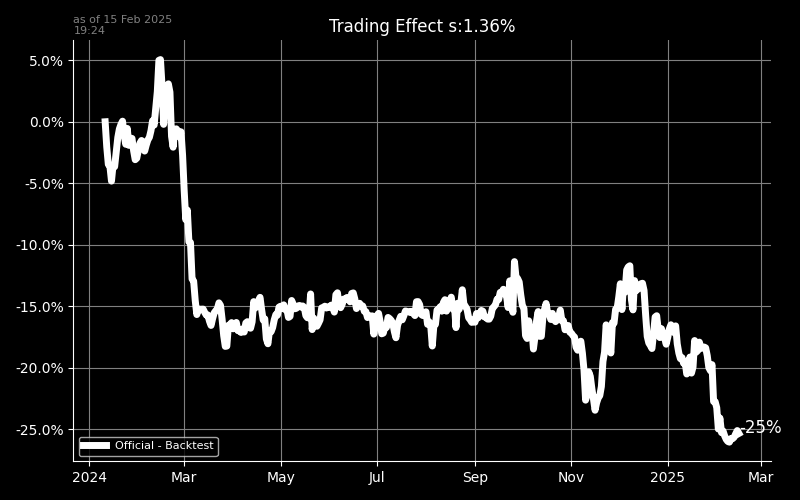 as of 15 Feb 2025
19:24
Trading Effect s:1.36%
5.0%
0.0%
-5.0%
-10.0%
-15.0%
-20.0%
-25.0%
-25%
Official - Backtest
2024 Mar May Jul Sep Nov 2025 Mar